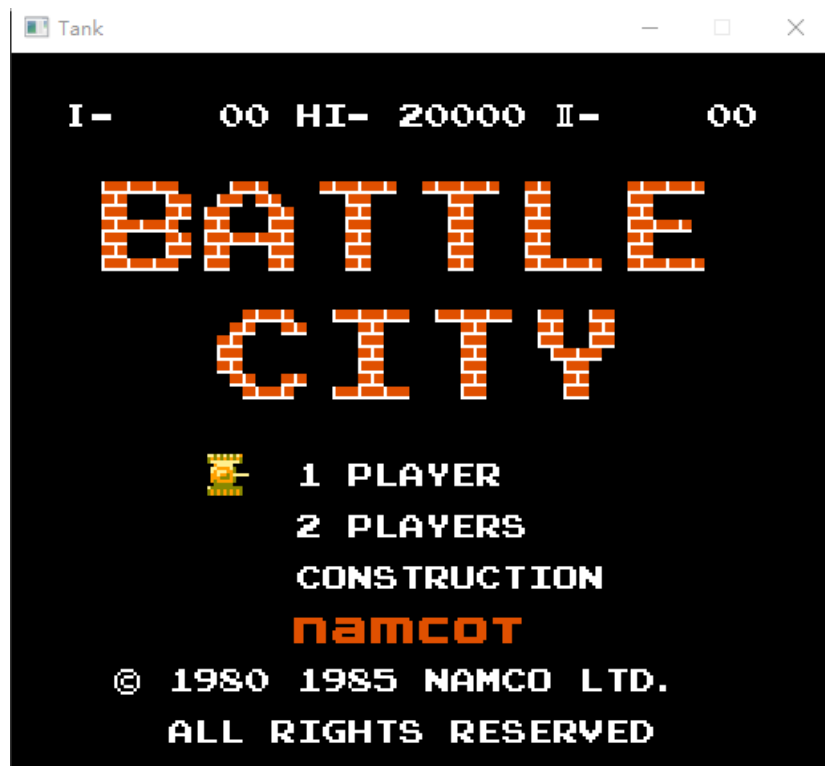 Tank
I- 00 HI- 20000 II- 00
BATTLE
CITY
1 PLAYER
2 PLAYERS
CONSTRUCTION
namcoT
© 1980 1985 NAMCO LTD.
ALL RIGHTS RESERVED